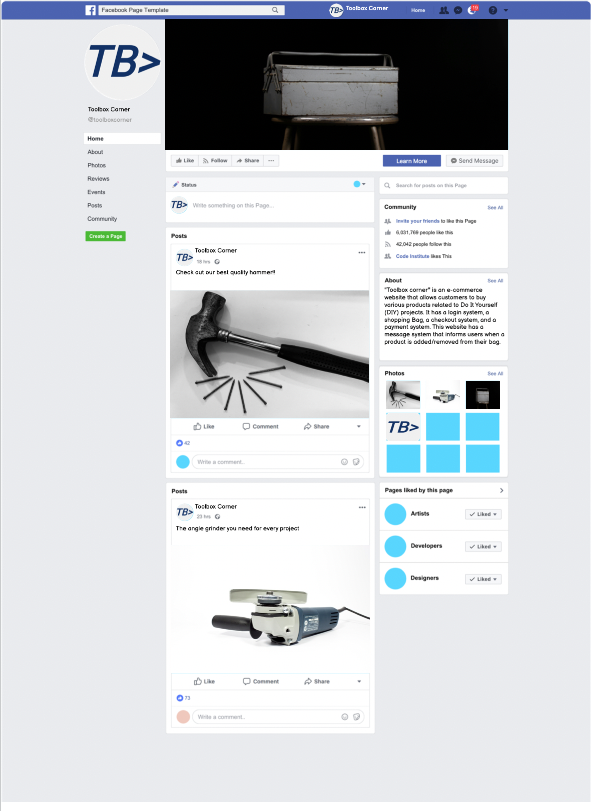 Facebook Page Template
Toolbox Corner
Home
18
TB>
Toolbox Corner
@toolboxcorner
Home
About
Photos
Reviews
Events
Posts
Community
Create a Page
Like
Follow
Share
Learn More
Send Message
Status
TB>
Write something on this Page...
Posts
TB>
Toolbox Corner
Check out our best quality hammer!!
Like
Comment
Share
42
Write a comment..
Posts
TB>
Toolbox Corner
23 hrs
The angle grinder you need for every project
Like
Comment
Share
73
Write a comment..
Search for posts on this Page
Community
See All
Invite your friends to like this Page
6,031,769 people like this
42,042 people follow this
Code Institute likes This
About
See All
"Toolbox corner" is an e-commerce
website that allows customers to buy
various products related to Do It Yourself
(DIY) projects. It has a login system, a
shopping Bag, a checkout system, and a
payment system. This website has a
message system that informs users when a
product is added/removed from their bag.
Photos
See All
TB>
Pages liked by this page
Artists
Liked
Developers
Liked
Designers
Liked